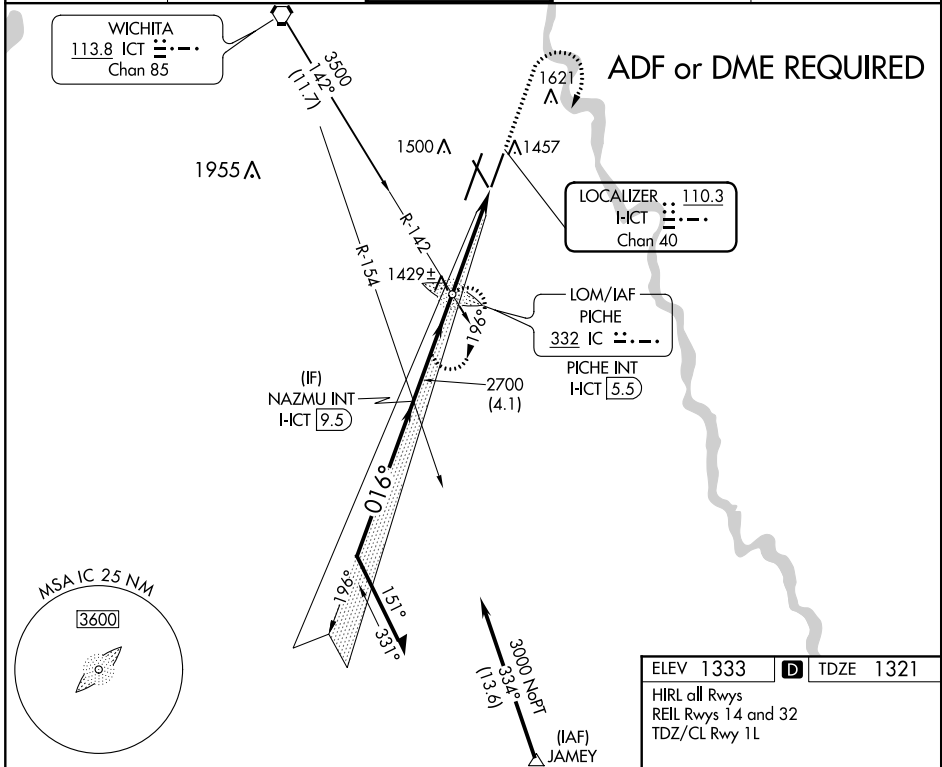 WICHITA
113.8 ICT
Chan 85
3500
142°
(11.7)
ADF or DME REQUIRED
1621
1500
1457
1955
LOCALIZER 110.3
I-ICT
Chan 40
R-142
R-154
1429±
196°
LOM/IAF
PICHE
332 IC
PICHE INT
I-ICT 5.5
(IF)
NAZMU INT
I-ICT 9.5
2700
(4.1)
016°
196°
151°
331°
MSA IC 25 NM
3600
3000 NoPT
334°
(13.6)
(IAF)
JAMEY
ELEV 1333 D TDZE 1321
HIRL all Rwys
REIL Rwys 14 and 32
TDZ/CL Rwy 1L